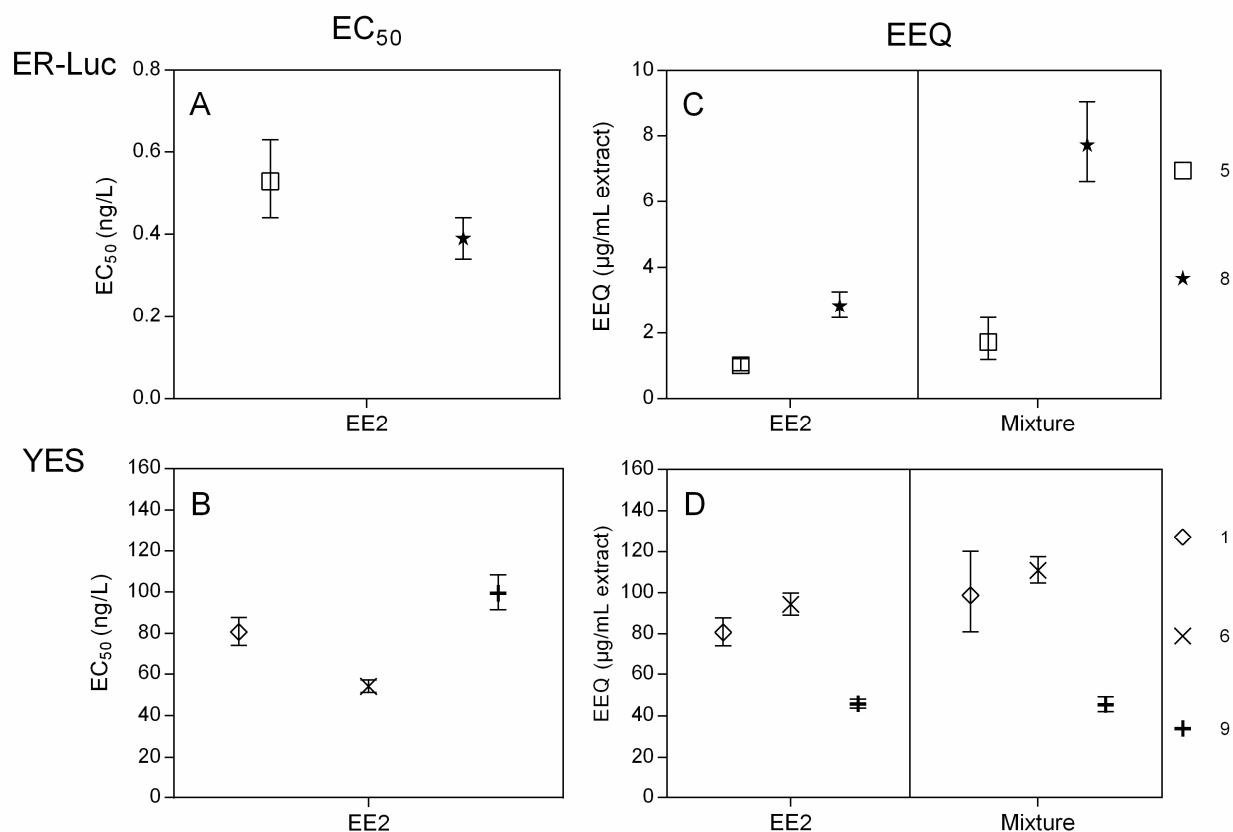 EC50
EEQ
ER-Luc
A
EC50 (ng/L)
0.8
0.6
0.4
0.2
0.0
EE2
C
EEQ (µg/mL extract)
10
8
6
4
2
0
EE2 Mixture
5
8
YES
B
EC50 (ng/L)
160
140
120
100
80
60
40
20
0
EE2
D
EEQ (µg/mL extract)
160
140
120
100
80
60
40
20
0
EE2 Mixture
1
6
9